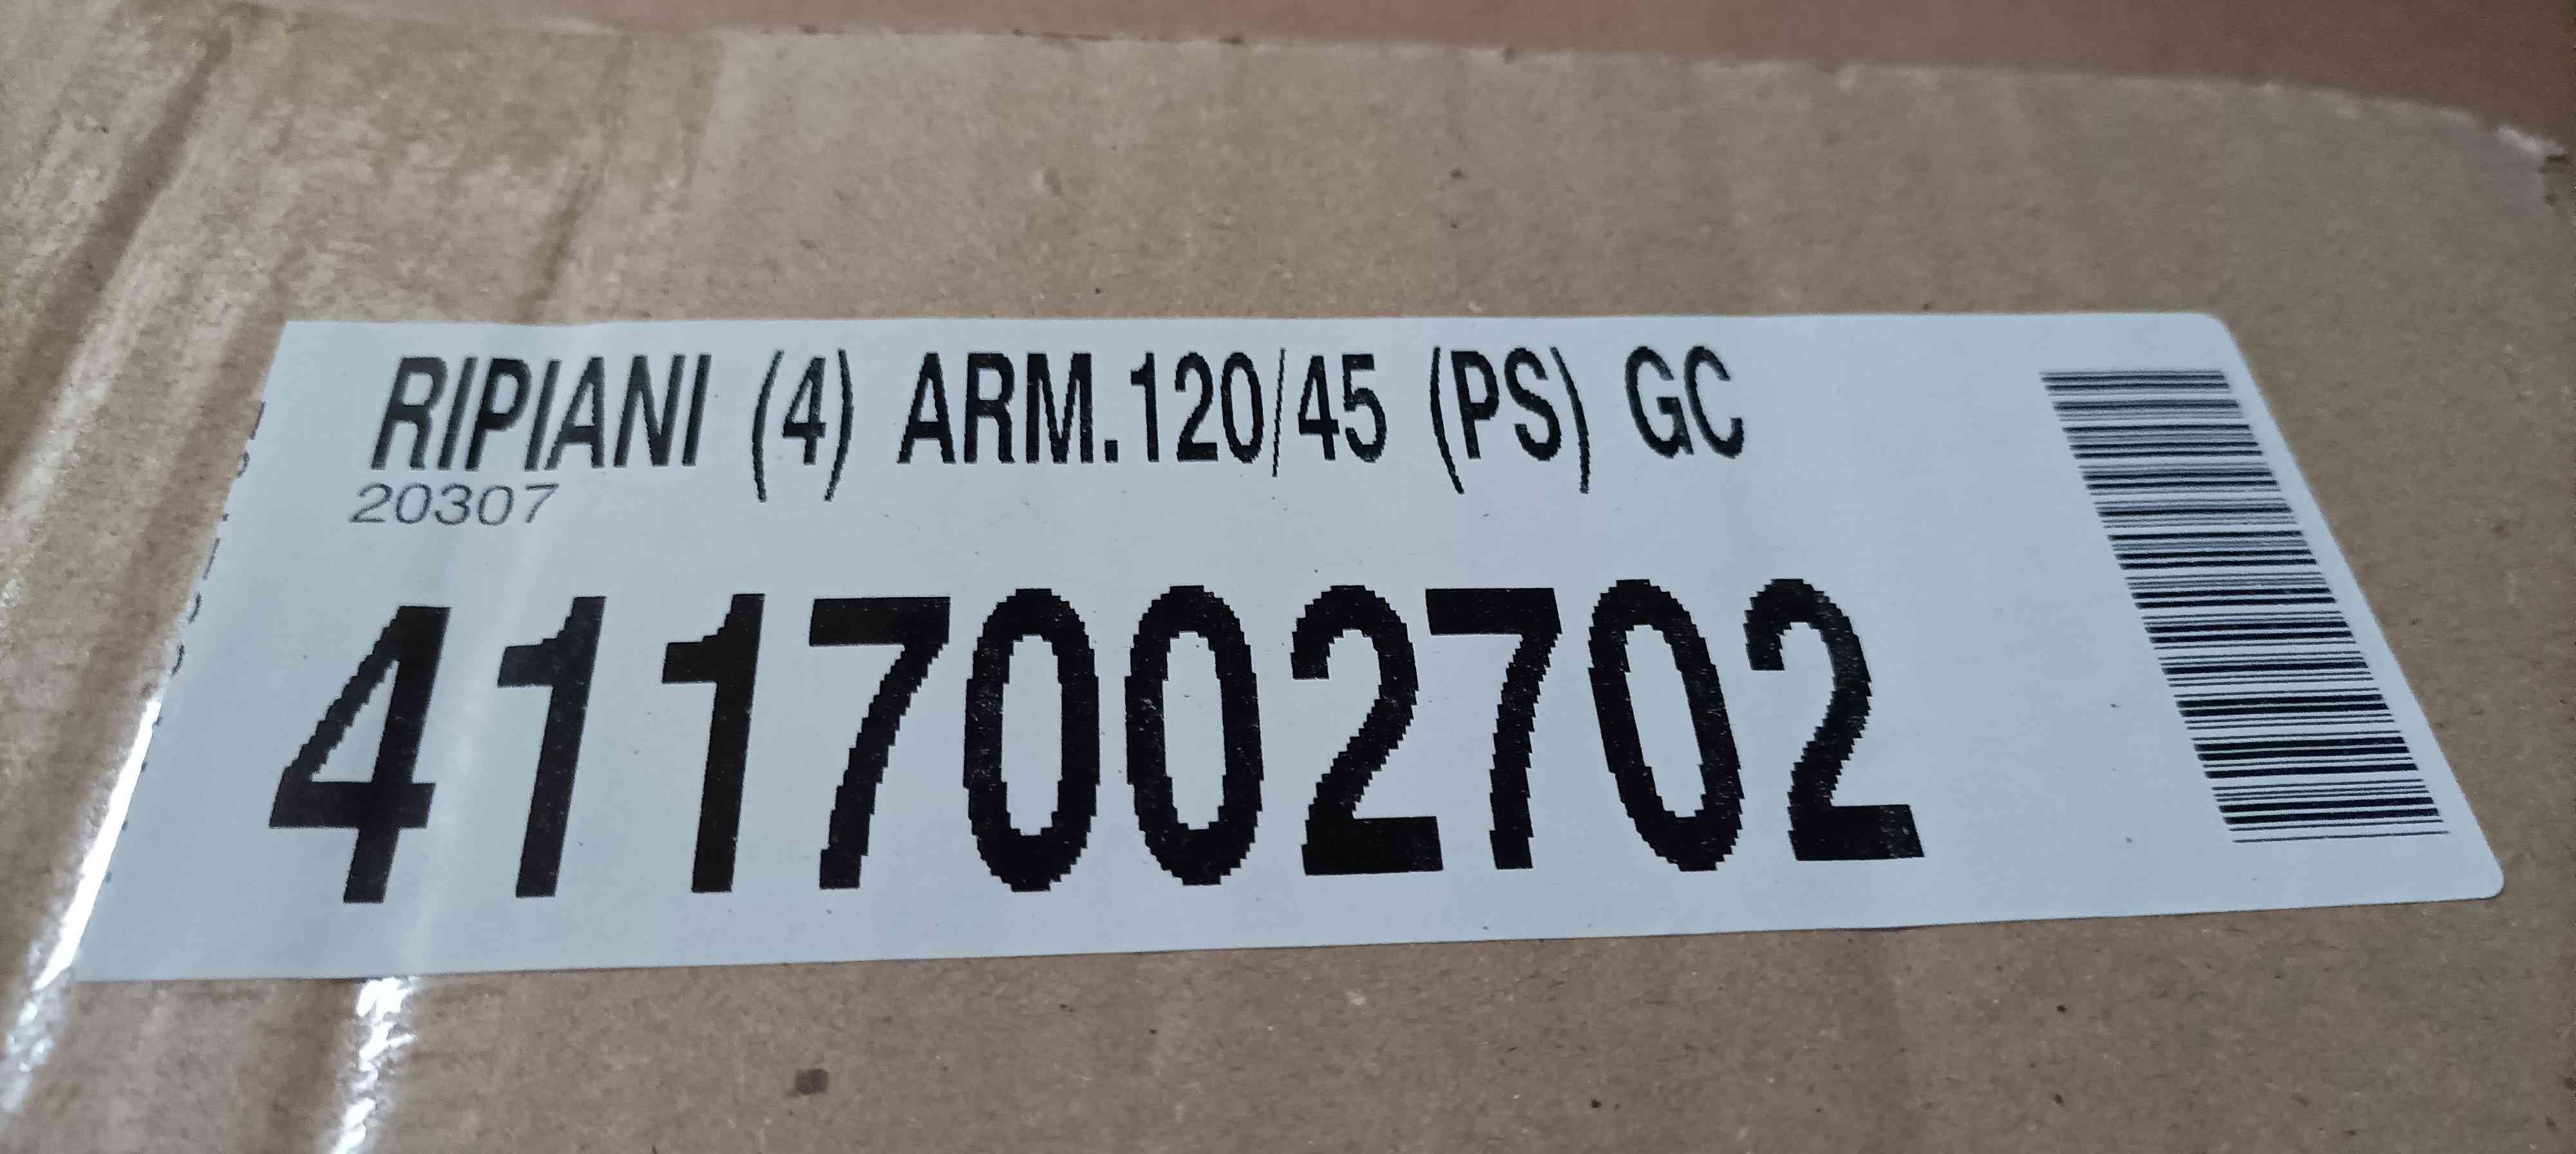 RIPIANI (4) ARM.120/45 (PS) GC
20307
4117002702